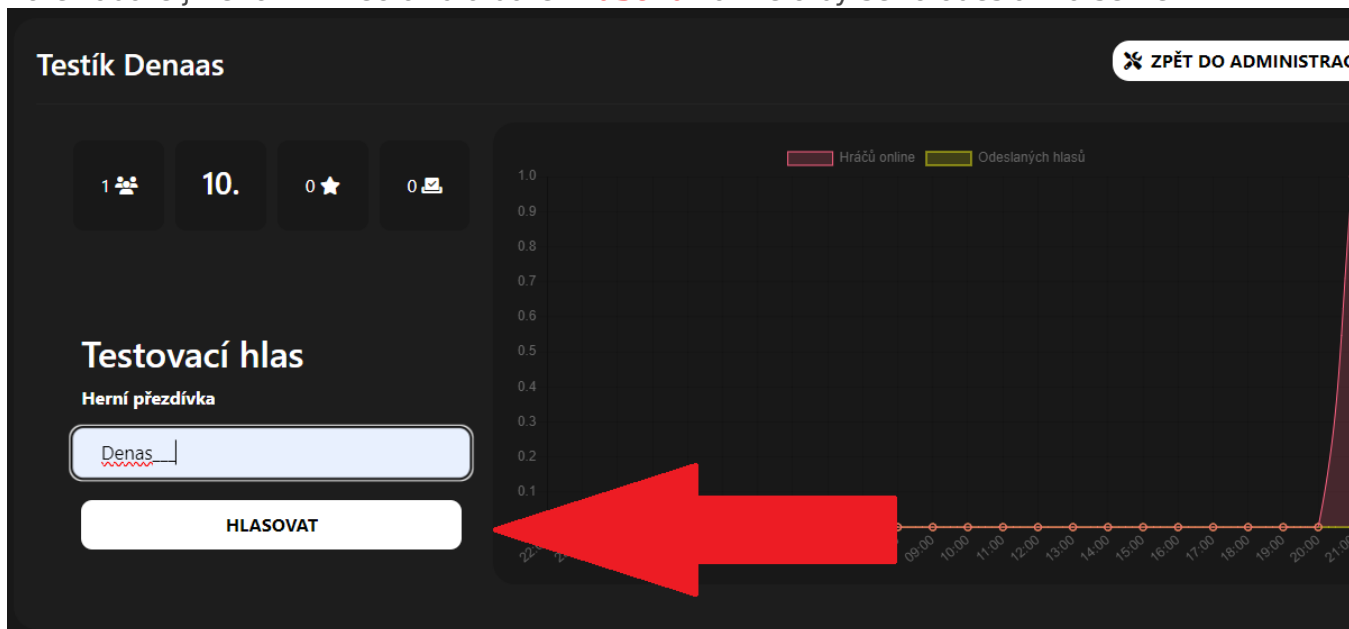 Testík Denaas
ZPĚT DO ADMINISTRAC
1
10.
0
0
Hráčů online
Odeslaných hlasů
1.0
0.9
0.8
0.7
0.6
0.5
0.4
0.3
0.2
0.1
Testovací hlas
Herní přezdívka
Denas___
HLASOVAT
09:00 10:00 11:00 12:00 13:00 14:00 15:00 16:00 17:00 18:00 19:00 20:00 21:00